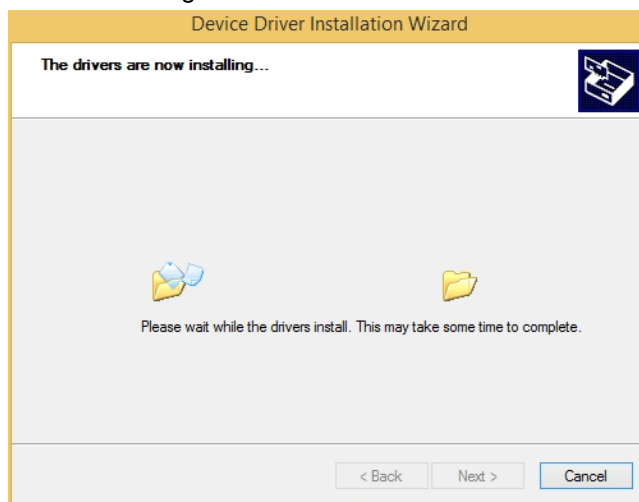 Device Driver Installation Wizard
The drivers are now installing...
Please wait while the drivers install. This may take some time to complete.
< Back Next > Cancel